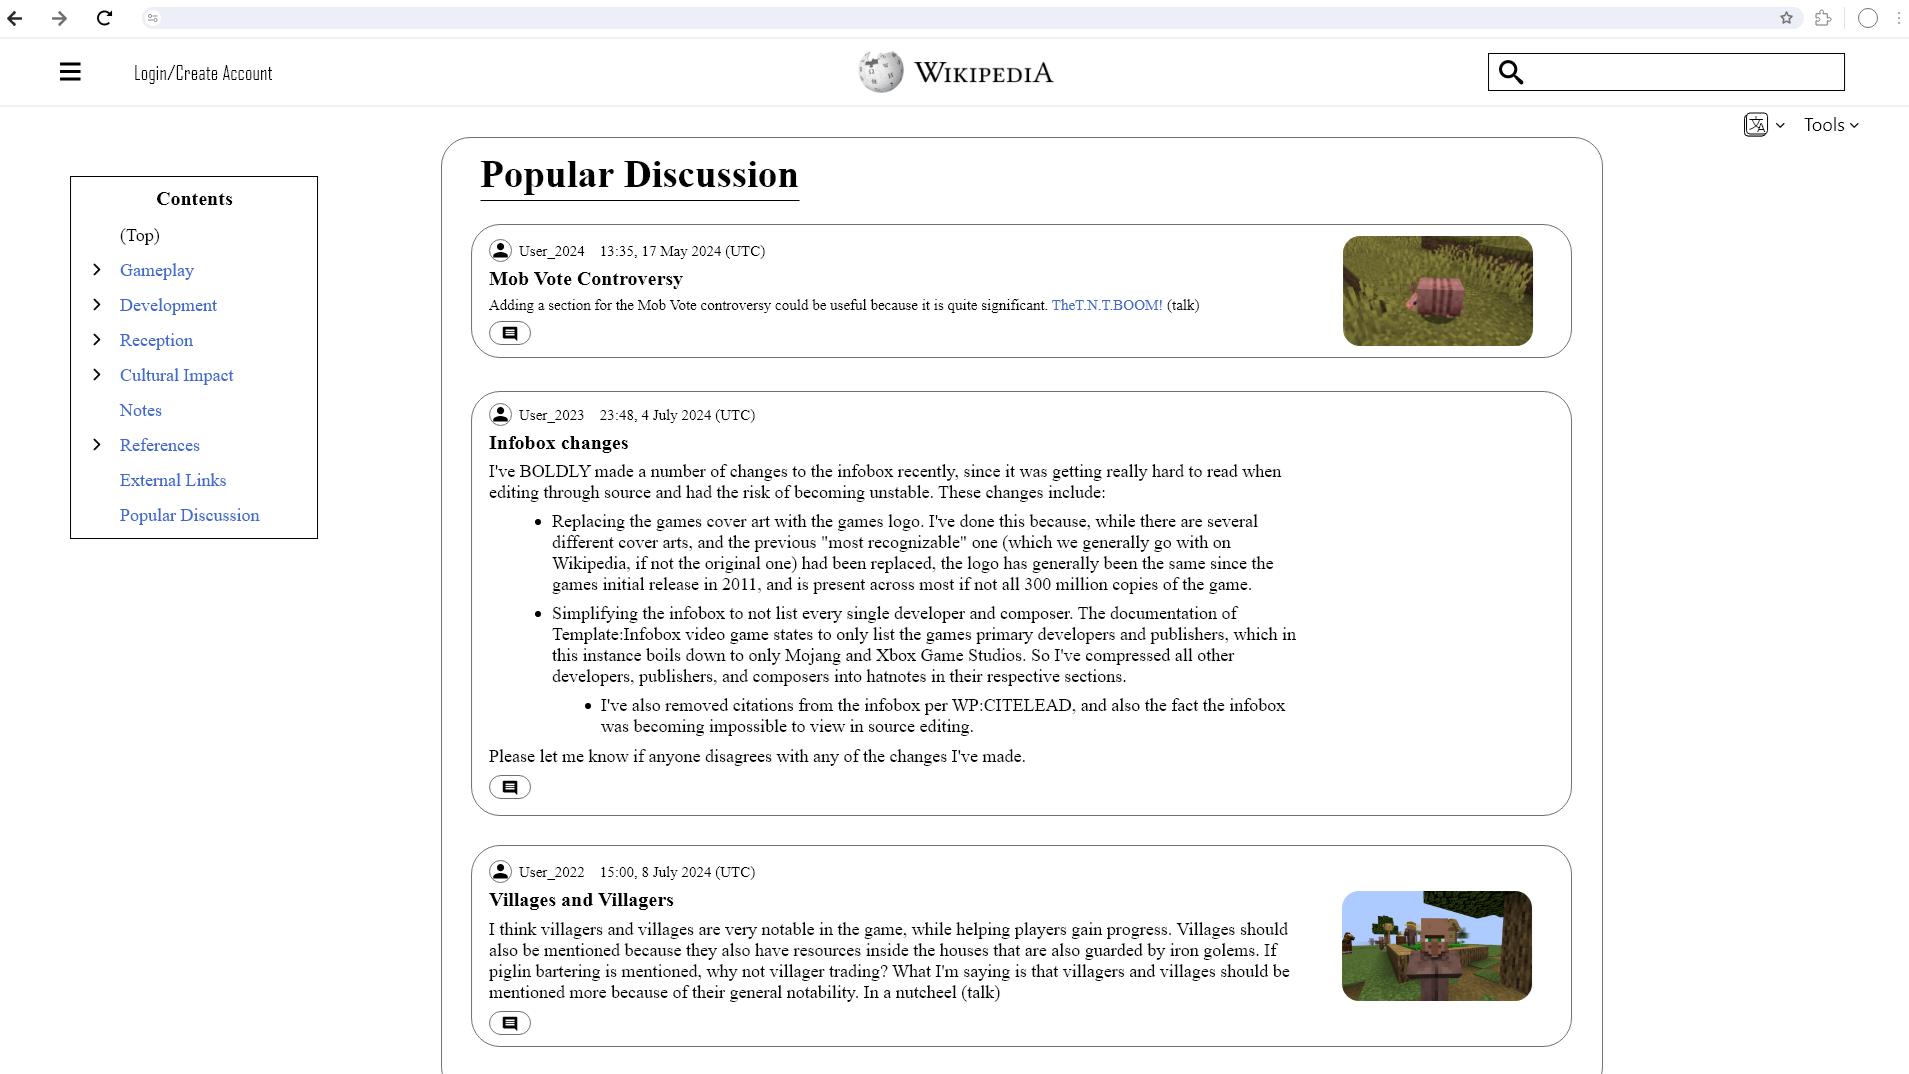 Login/Create Account
WIKIPEDIA
Tools
Contents
(Top)
Gameplay
Development
Reception
Cultural Impact
Notes
References
External Links
Popular Discussion
Popular Discussion
User_2024 13:35, 17 May 2024 (UTC)
Mob Vote Controversy
Adding a section for the Mob Vote controversy could be useful because it is quite significant. TheT.N.T.BOOM! (talk)
User_2023 23:48, 4 July 2024 (UTC)
Infobox changes
I've BOLDLY made a number of changes to the infobox recently, since it was getting really hard to read when
editing through source and had the risk of becoming unstable. These changes include:
• Replacing the games cover art with the games logo. I've done this because, while there are several
different cover arts, and the previous "most recognizable" one (which we generally go with on
Wikipedia, if not the original one) had been replaced, the logo has generally been the same since the
games initial release in 2011, and is present across most if not all 300 million copies of the game.
• Simplifying the infobox to not list every single developer and composer. The documentation of
Template:Infobox video game states to only list the games primary developers and publishers, which in
this instance boils down to only Mojang and Xbox Game Studios. So I've compressed all other
developers, publishers, and composers into hatnotes in their respective sections.
• I've also removed citations from the infobox per WP:CITELEAD, and also the fact the infobox
was becoming impossible to view in source editing.
Please let me know if anyone disagrees with any of the changes I've made.
User_2022 15:00, 8 July 2024 (UTC)
Villages and Villagers
I think villagers and villages are very notable in the game, while helping players gain progress. Villages should
also be mentioned because they also have resources inside the houses that are also guarded by iron golems. If
piglin bartering is mentioned, why not villager trading? What I'm saying is that villagers and villages should be
mentioned more because of their general notability. In a nutcheel (talk)